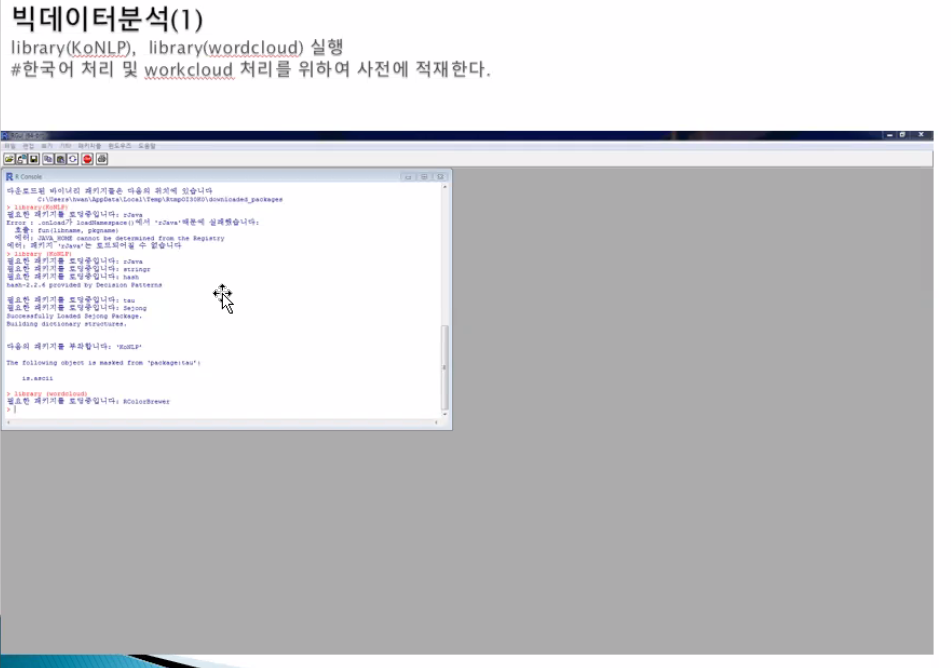 빅데이터분석(1)
library(KoNLP), library(wordcloud) 실행
#한국어 처리 및 workcloud 처리를 위하여 사전에 적재한다.
파일 편집 보기 기타 패키지들 윈도우즈 도움말
R Console
다운로드된 바이너리 패키지들은 다음의 위치에 있습니다
C:\Users\hwan\AppData\Local\Temp\
\downloaded_packages
> library(KoNLP)
필요한 패키지를 로딩중입니다: rJava
Error : .onLoad가 loadNamespace()에서 'rJava'때문에 실패했습니다:
호출: fun(libname, pkgname)
에러: JAVA_HOME cannot be determined from the Registry
에러: 패키지 'rJava'는 로드되어질 수 없습니다
> library (KoNLP)
필요한 패키지를 로딩중입니다: rJava
필요한 패키지를 로딩중입니다: stringr
필요한 패키지를 로딩중입니다: hash
hash-2.2.6 provided by Decision Patterns
필요한 패키지를 로딩중입니다: tau
필요한 패키지를 로딩중입니다: Sejong
Successfully Loaded Sejong Package.
Building dictionary structures.
다음의 패키지를 부착합니다: 'KoNLP'
The following object is masked from 'package:tau':
is.ascii
> library (wordcloud)
필요한 패키지를 로딩중입니다: RColorBrewer
>